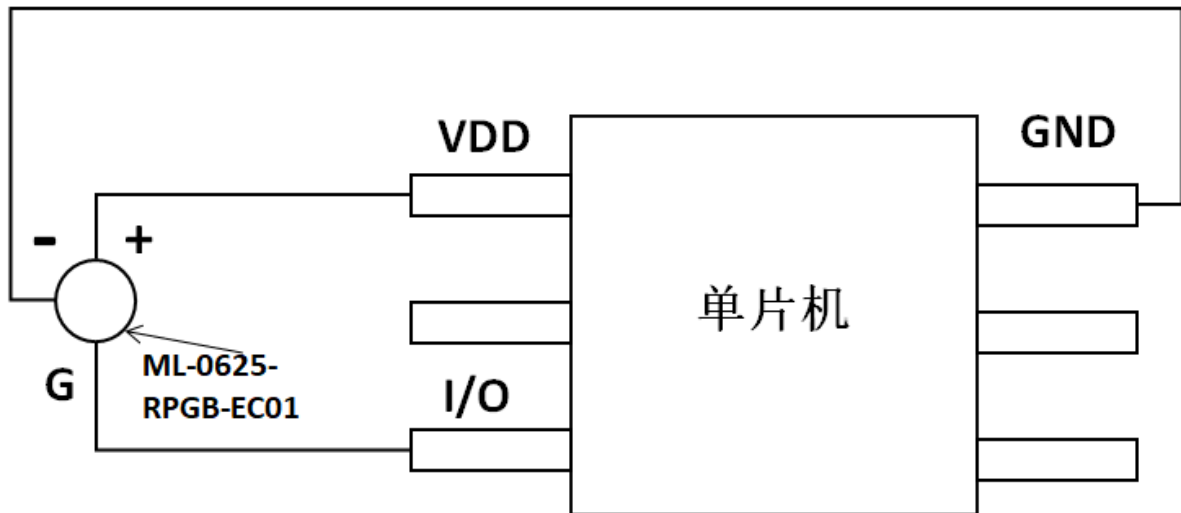 VDD
GND
- +
单片机
ML-0625-
RPGB-EC01
G
I/O